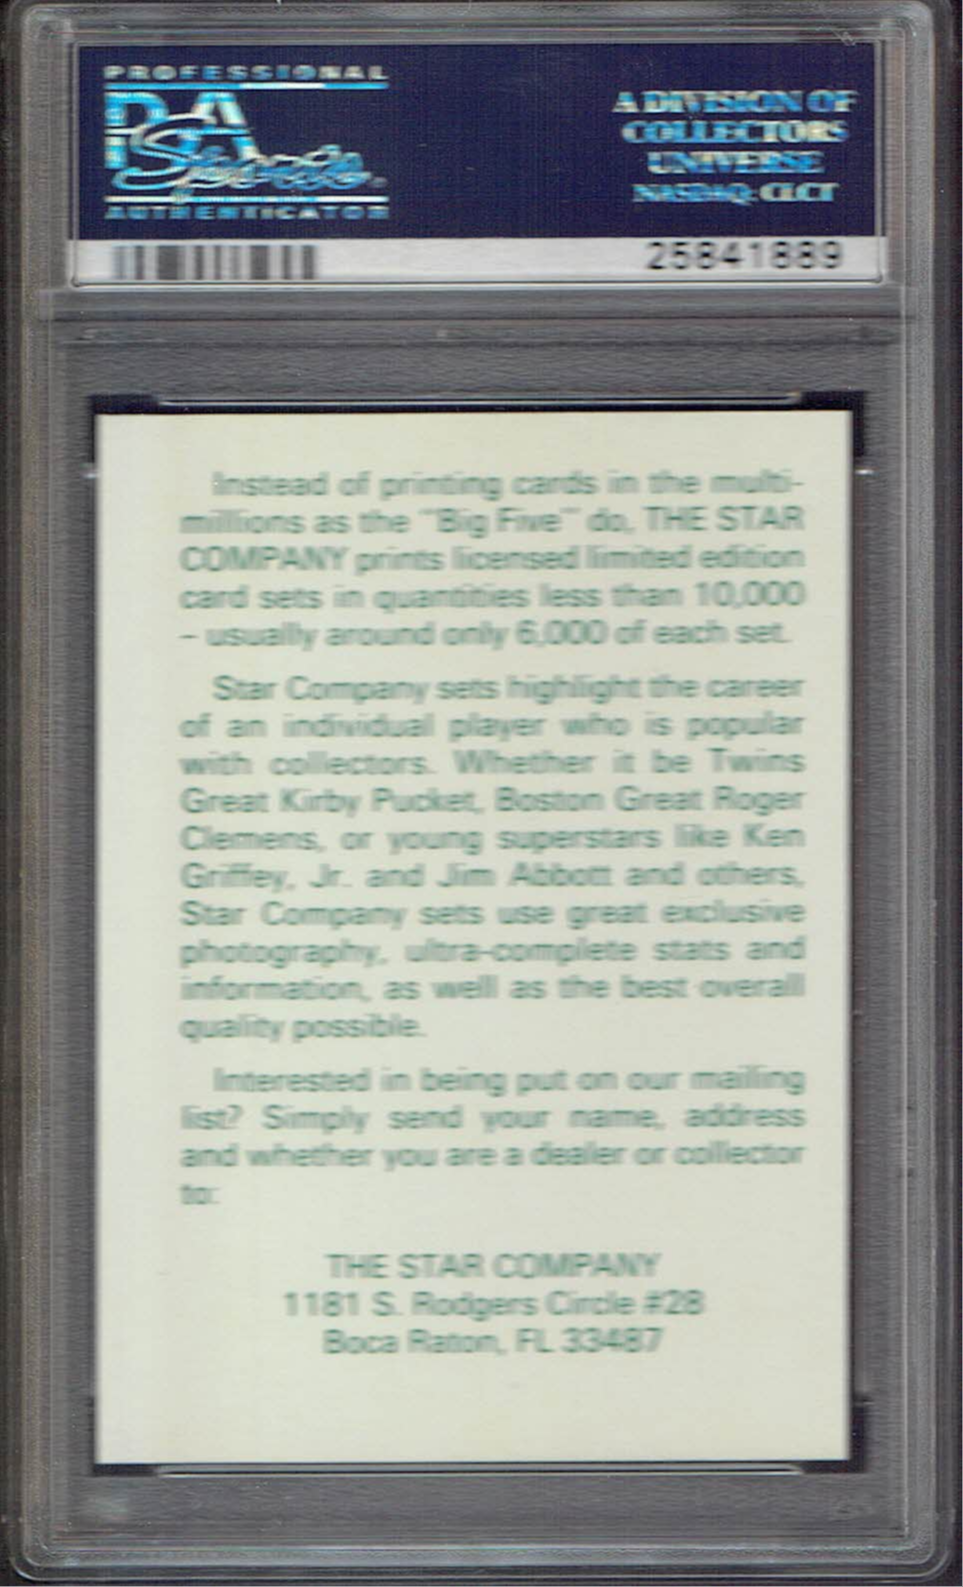 PROFESSIONAL
PSA
Sports
AUTHENTICATOR
A DIVISION OF
COLLECTORS
UNIVERSE
NASDAQ: CLCT
25841889
Instead of printing cards in the multi-
millions as the "Big Five" do, THE STAR
COMPANY prints licensed limited edition
card sets in quantities less than 10,000
– usually around only 6,000 of each set.
Star Company sets highlight the career
of an individual player who is popular
with collectors. Whether it be Twins
Great Kirby Pucket, Boston Great Roger
Clemens, or young superstars like Ken
Griffey, Jr. and Jim Abbott and others,
Star Company sets use great exclusive
photography, ultra-complete stats and
information, as well as the best overall
quality possible.
Interested in being put on our mailing
list? Simply send your name, address
and whether you are a dealer or collector
to:
THE STAR COMPANY
1181 S. Rodgers Circle #28
Boca Raton, FL 33487